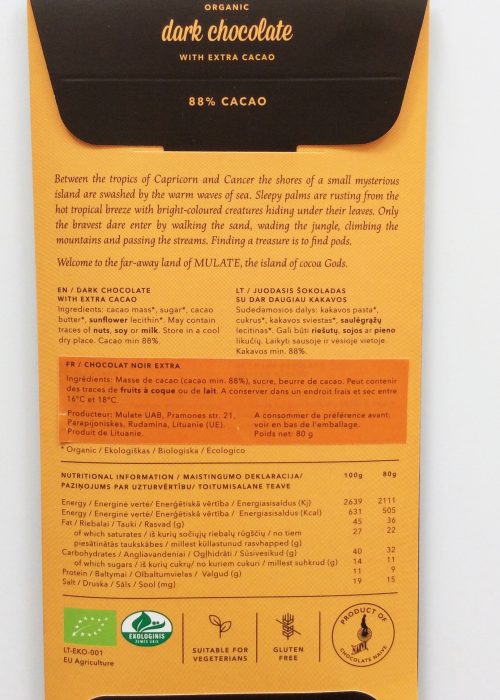 ORGANIC
dark chocolate
WITH EXTRA CACAO
88% CACAO
Between the tropics of Capricorn and Cancer the shores of a small mysterious
island are swashed by the warm waves of sea. Sleepy palms are rusting from the
hot tropical breeze with bright-coloured creatures hiding under their leaves. Only
the bravest dare enter by walking the sand, wading the jungle, climbing the
mountains and passing the streams. Finding a treasure is to find pods.
Welcome to the far-away land of MULATE, the island of cocoa Gods.
EN / DARK CHOCOLATE
WITH EXTRA CACAO
Ingredients: cacao mass*, sugar*, cacao
butter*, sunflower lecithin*. May contain
traces of nuts, soy or milk. Store in a cool
dry place. Cacao min 88%.
LT / JUODASIS ŠOKOLADAS
SU DAR DAUGIAU KAKAVOS
Sudedamosios dalys: kakavos pasta*,
cukrus*, kakavos sviestas*, saulėgrąžų
lecitinas*. Gali būti riešutų, sojos ar pieno
likučių. Laikyti sausoje ir vėsioje vietoje.
Kakavos min. 88%.
FR / CHOCOLAT NOIR EXTRA
Ingrédients: Masse de cacao (cacao min. 88%), sucre, beurre de cacao. Peut contenir
des traces de fruits à coque ou de lait. A conserver dans un endroit frais et sec entre
16°C et 18°C.
Producteur: Mulate UAB, Pramones str. 21,
Parapijoniskes, Rudamina, Lituanie (UE).
Produit de Lituanie.
A consommer de préférence avant:
voir en bas de l'emballage.
Poids net: 80 g
* Organic / Ekologiškas / Bioloģiska / Ecologico
NUTRITIONAL INFORMATION / MAISTINGUMO DEKLARACIJA/
PAZIŅOJUMS PAR UZTURVĒRTĪBU/ TOITUMISALANE TEAVE
100g 80g
Energy / Energinė vertė/ Enerģētiskā vērtība / Energiasisaldus (Kj) 2639 2111
Energy / Energinė vertė/ Enerģētiskā vērtība / Energiasisaldus (Kcal) 631 505
Fat / Riebalai / Tauki / Rasvad (g) 45 36
of which saturates / iš kurių sočiųjų riebalų rūgščių / no tiem 27 22
piesātinātās taukskābes / millest küllastunud rasvhapped (g)
Carbohydrates / Angliavandeniai / Ogļhidrāti / Süsivesikud (g) 40 32
of which sugars / iš kurių cukrų/ no kuriem cukuri / millest suhkrud (g) 14 11
Protein / Baltymai / Olbaltumvielas / Valgud (g) 11 9
Salt / Druska / Sāls / Sool (mg) 19 15
LT-EKO-001
EU Agriculture
EKOLOGINIS
ŽEMĖS ŪKIS
SUITABLE FOR
VEGETERIANS
GLUTEN
FREE
PRODUCT OF
CHOCOLATE NAIVE